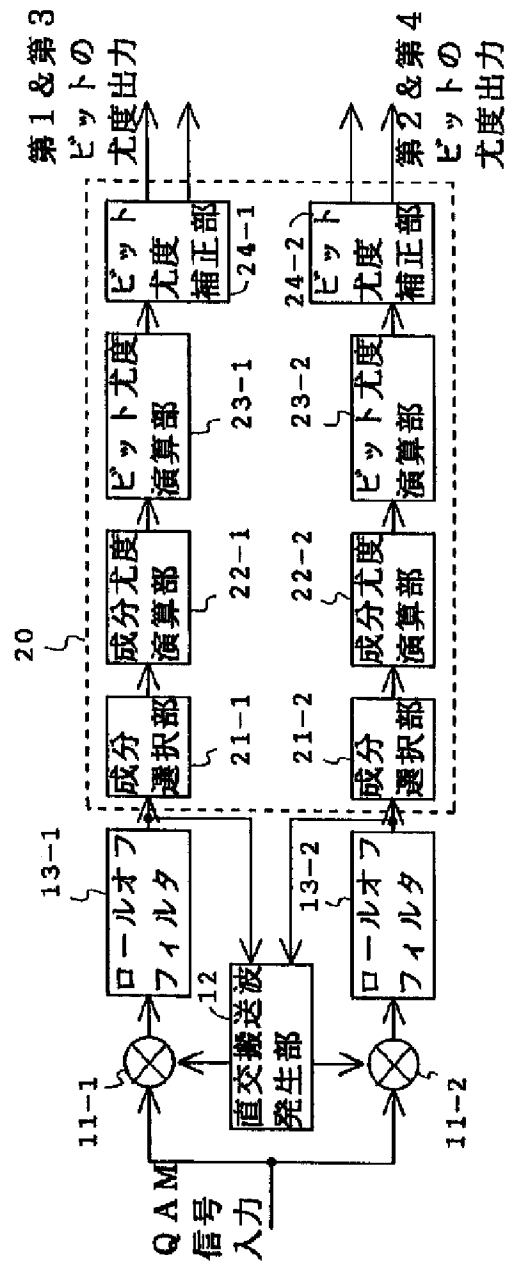 QAM
信号
入力
11-1
11-2
直交搬送波
発生部
12
ロールオフ
フィルタ
13-1
ロールオフ
フィルタ
13-2
20
成分
選択部
21-1
成分尤度
演算部
22-1
ビット尤度
演算部
23-1
ビット
尤度
補正部
24-1
第1&第3
ビットの
尤度出力
成分
選択部
21-2
成分尤度
演算部
22-2
ビット尤度
演算部
23-2
ビット
尤度
補正部
24-2
第2&第4
ビットの
尤度出力